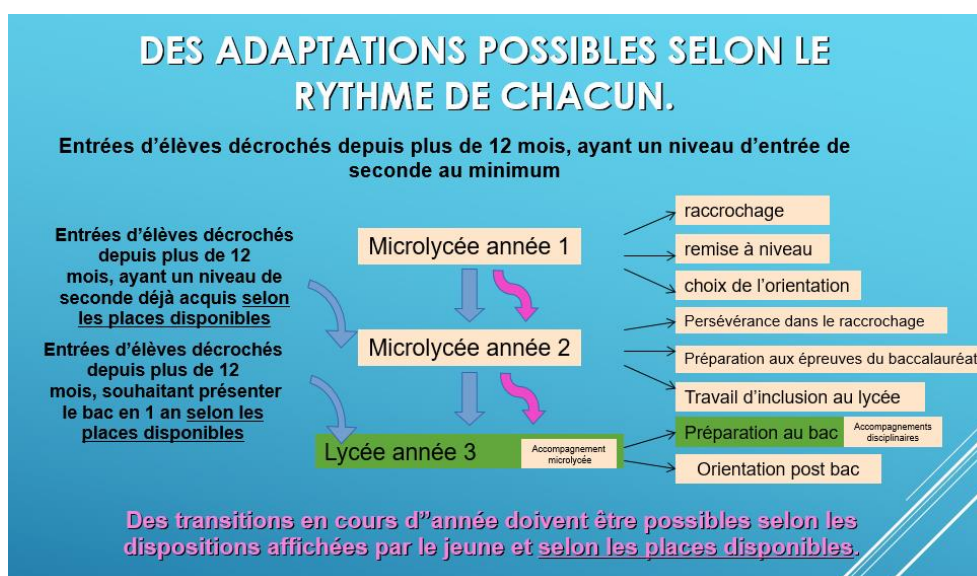 DES ADAPTATIONS POSSIBLES SELON LE
RYTHME DE CHACUN.
Entrées d’élèves décrochés depuis plus de 12 mois, ayant un niveau d’entrée de
seconde au minimum
Entrées d’élèves décrochés
depuis plus de 12
mois, ayant un niveau de
seconde déjà acquis selon
les places disponibles
Entrées d’élèves décrochés
depuis plus de 12
mois, souhaitant présenter
le bac en 1 an selon les
places disponibles
Microlycée année 1
raccrochage
remise à niveau
choix de l’orientation
Microlycée année 2
Persévérance dans le raccrochage
Préparation aux épreuves du baccalauréat
Travail d’inclusion au lycée
Lycée année 3
Accompagnement
microlycée
Préparation au bac
Accompagnements
disciplinaires
Orientation post bac
Des transitions en cours d’’année doivent être possibles selon les
dispositions affichées par le jeune et selon les places disponibles.